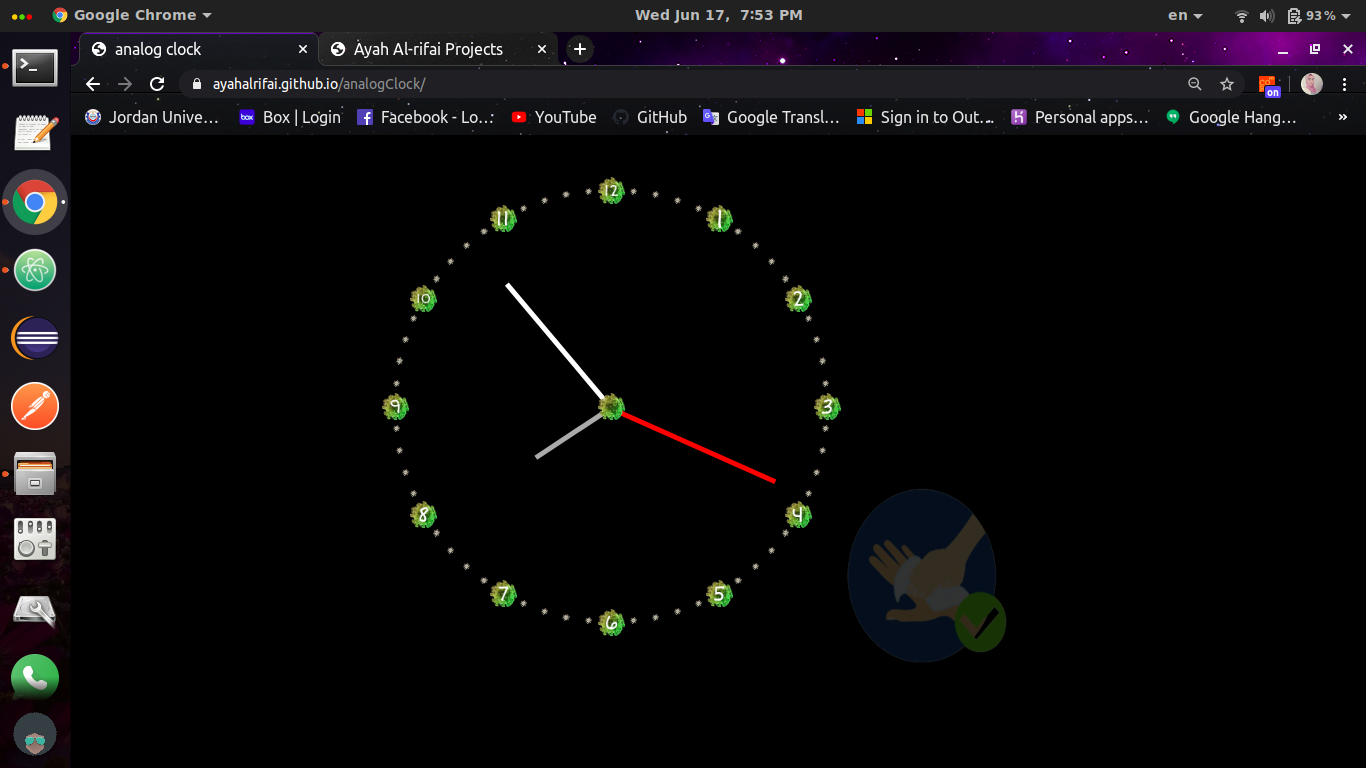 Google Chrome
Wed Jun 17, 7:53 PM
en
93%
analog clock
Ayah Al-rifai Projects
ayahalrifai.github.io/analogClock/
on
Jordan Unive...
box
Box | Login
Facebook - Lo...
YouTube
GitHub
Google Transl...
Sign in to Out...
Personal apps...
Google Hang...
»
12
11
1
10
2
9
3
8
4
7
5
6